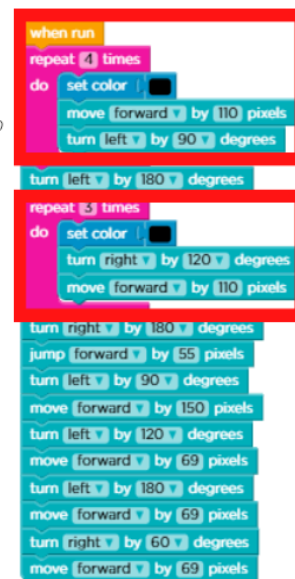 when run
repeat 4 times
do set color
move forward by 110 pixels
turn left by 90 degrees
turn left by 180 degrees
repeat 3 times
do set color
turn right by 120 degrees
move forward by 110 pixels
turn right by 180 degrees
jump forward by 55 pixels
turn left by 90 degrees
move forward by 150 pixels
turn left by 120 degrees
move forward by 69 pixels
turn left by 180 degrees
move forward by 69 pixels
turn right by 60 degrees
move forward by 69 pixels